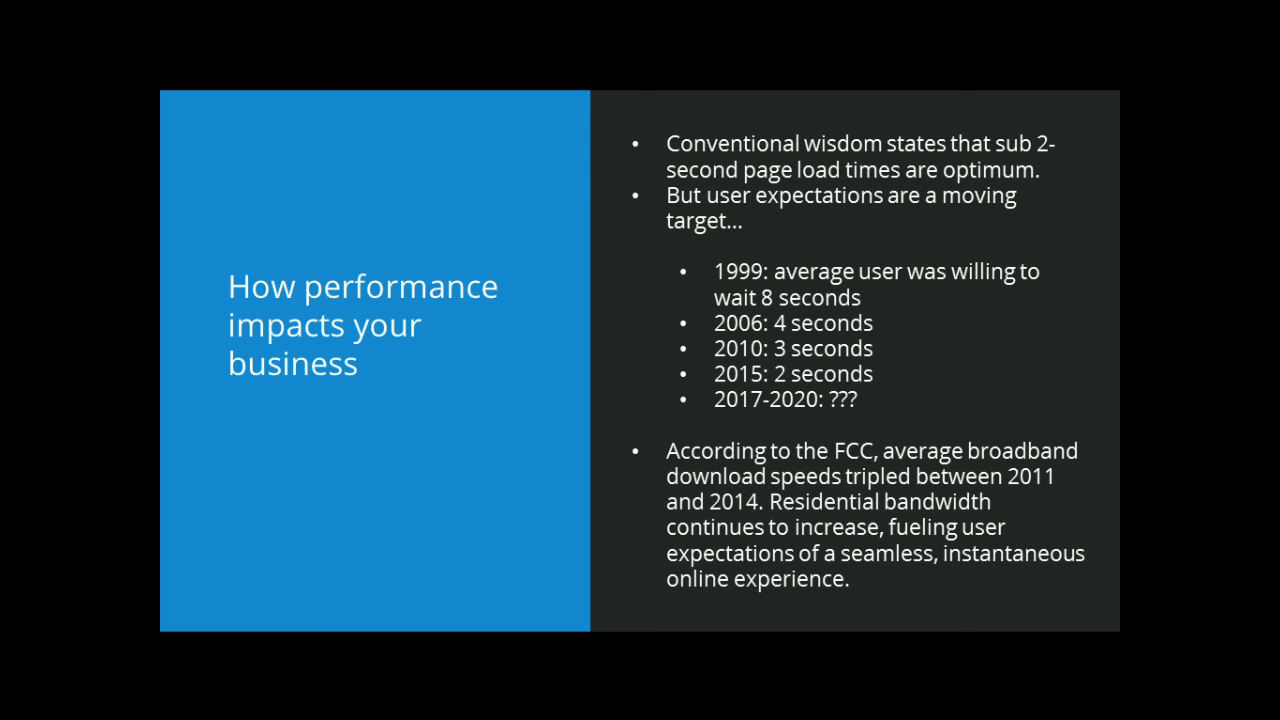 How performance
impacts your
business
• Conventional wisdom states that sub 2-
second page load times are optimum.
• But user expectations are a moving
target...
• 1999: average user was willing to
wait 8 seconds
• 2006: 4 seconds
• 2010: 3 seconds
• 2015: 2 seconds
• 2017-2020: ???
• According to the FCC, average broadband
download speeds tripled between 2011
and 2014. Residential bandwidth
continues to increase, fueling user
expectations of a seamless, instantaneous
online experience.